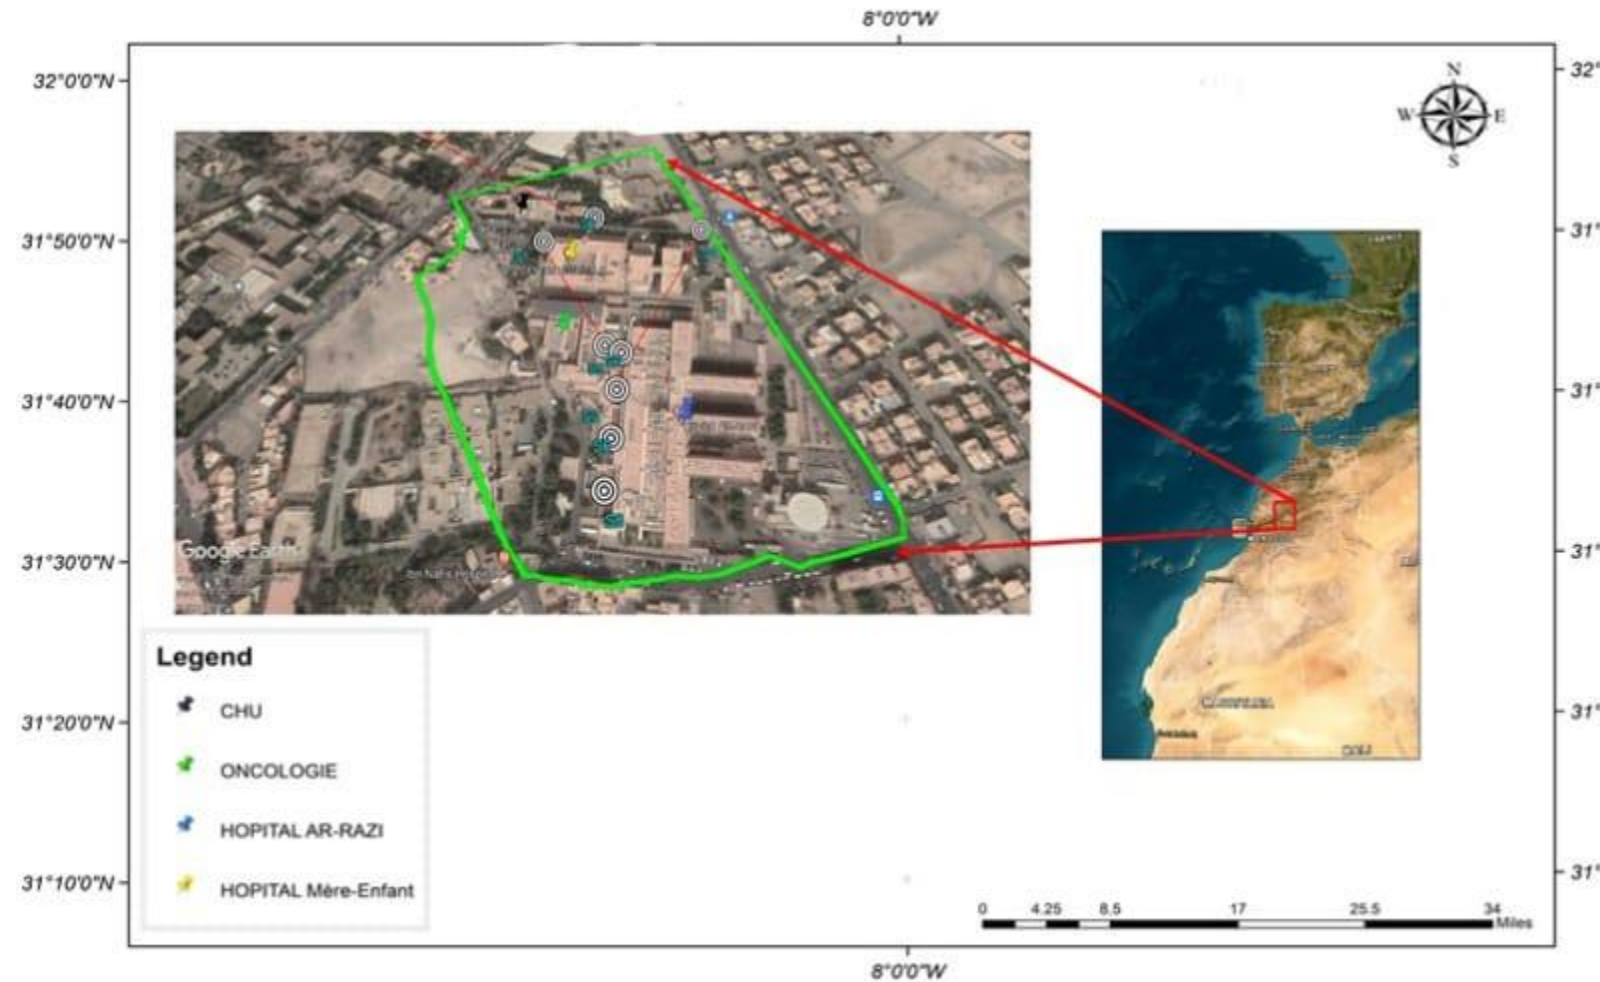 8°0'0"W
32°0'0"N
32°
N
W
E
S
31°50'0"N
31°
31°40'0"N
31°
31°30'0"N
31°
Google Earth
Legend
CHU
ONCOLOGIE
HOPITAL AR-RAZI
HOPITAL Mère-Enfant
31°20'0"N
31°
31°10'0"N
31°
0 4.25 8.5 17 25.5 34
Miles
8°0'0"W